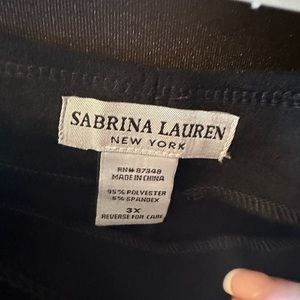 SABRINA LAUREN
NEW YORK
RN# 87348
MADE IN CHINA
95% POLYESTER
5% SPANDEX
3X
REVERSE FOR CARE